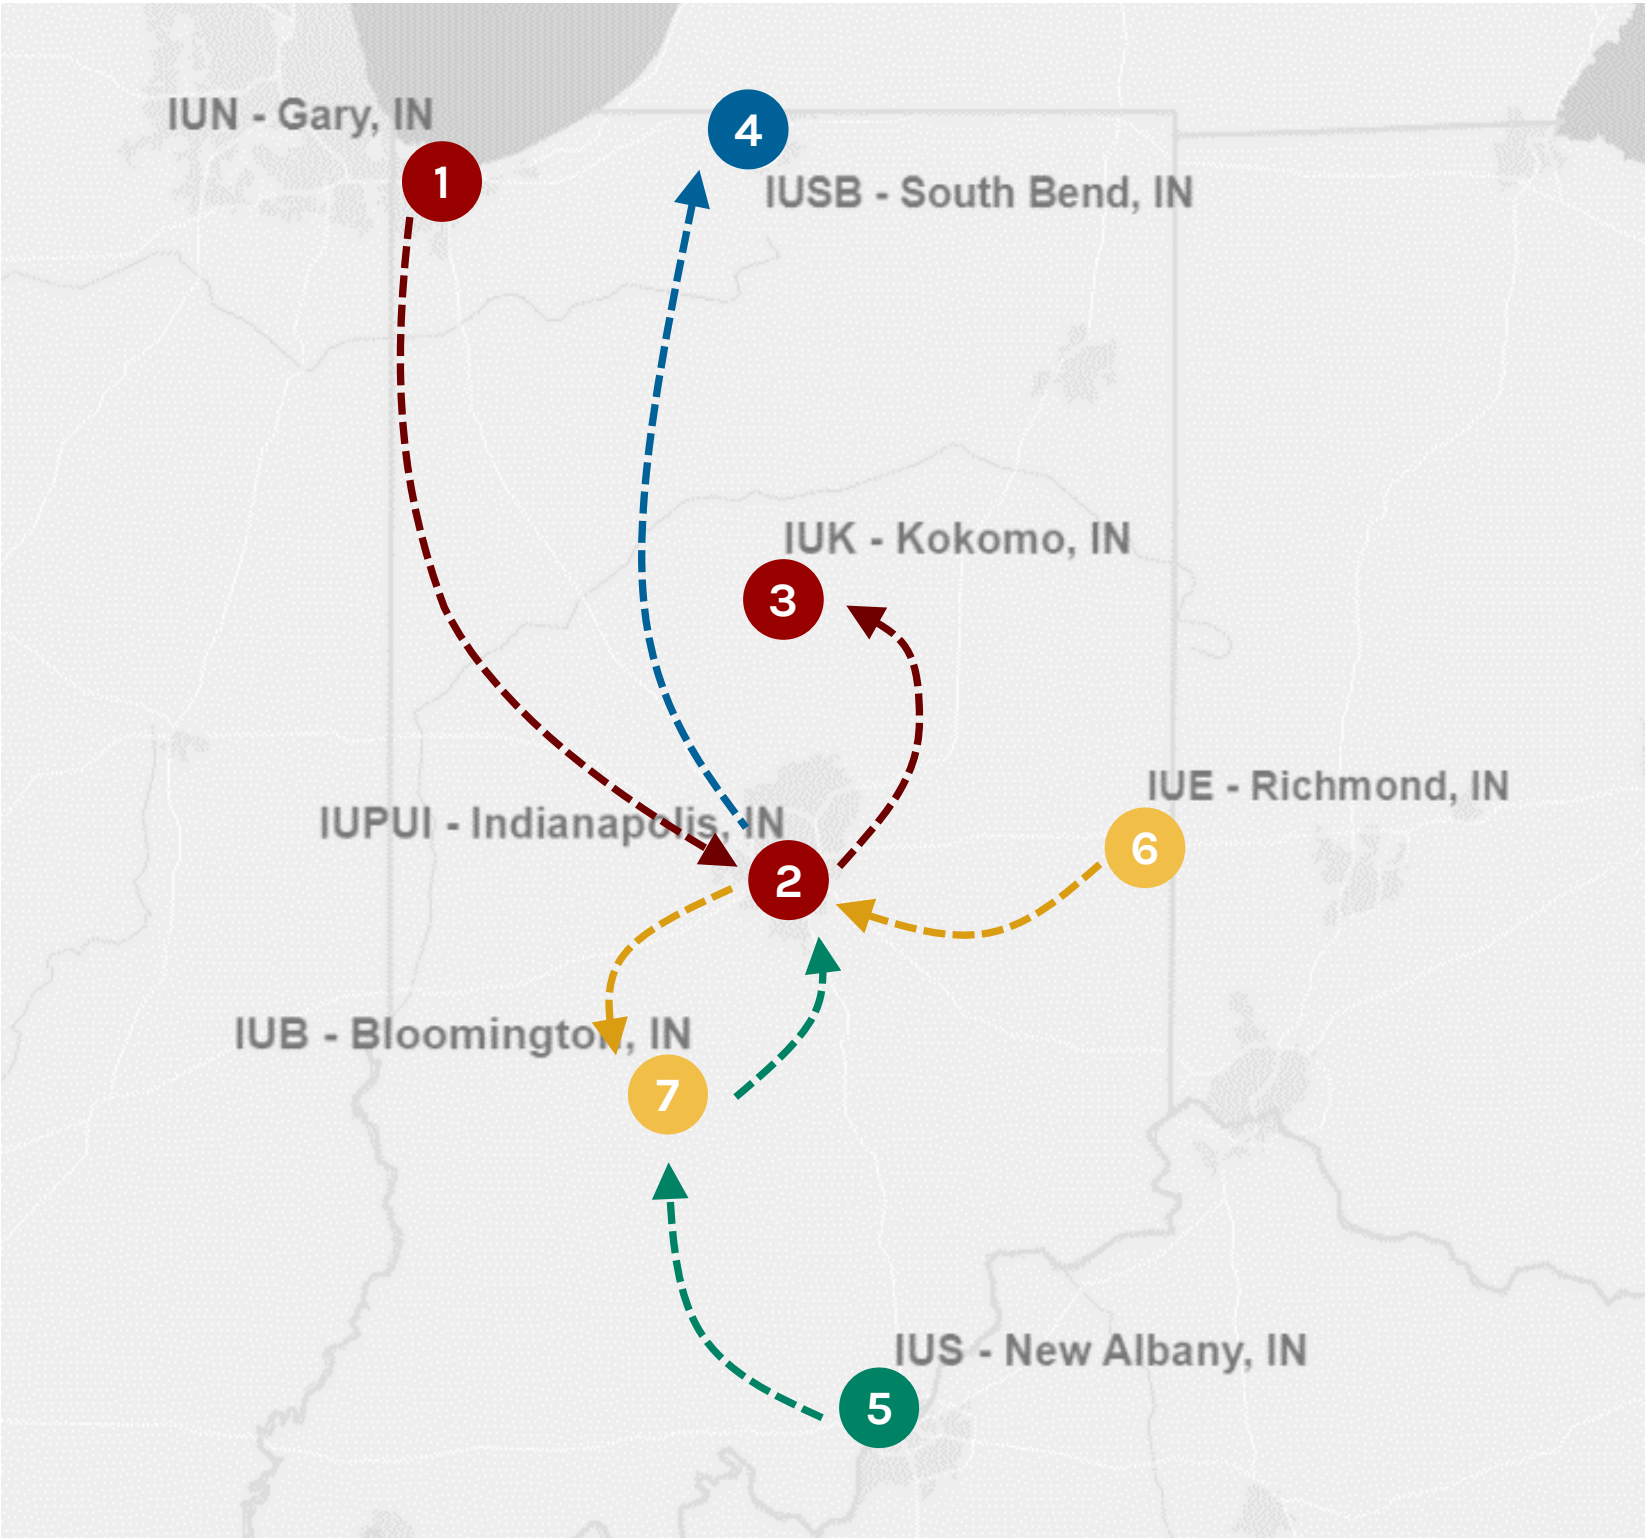 IUN - Gary, IN
4
1
IUSB - South Bend, IN
IUK - Kokomo, IN
3
IUE - Richmond, IN
IUPUI - Indianapolis, IN
6
2
IUB - Bloomington, IN
7
IUS - New Albany, IN
5